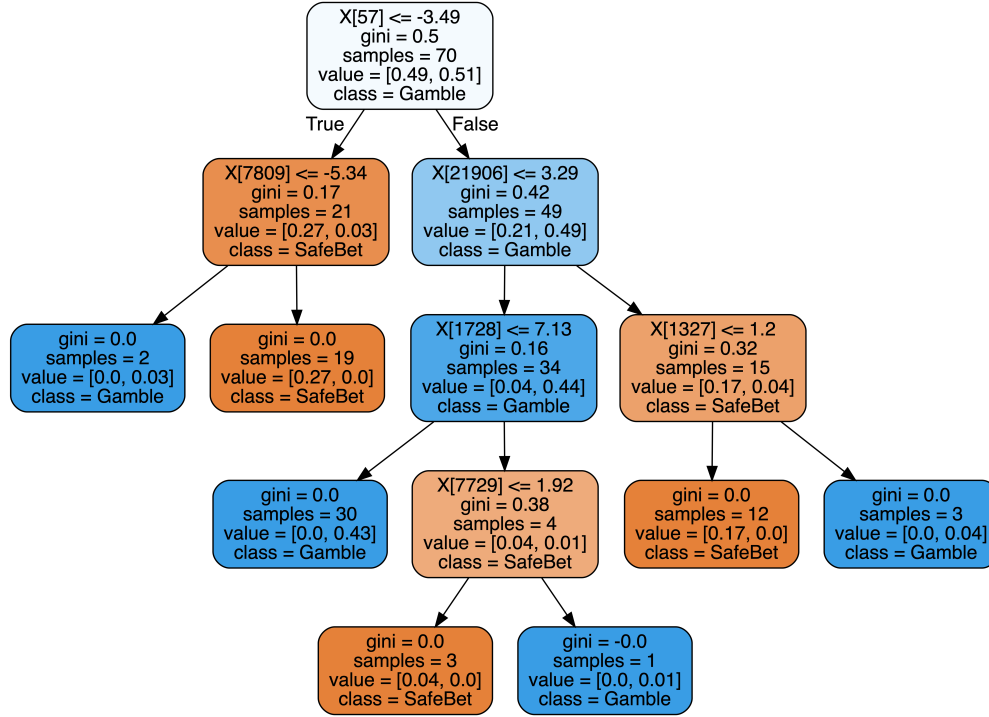 X[57] <= -3.49
gini = 0.5
samples = 70
value = [0.49, 0.51]
class = Gamble
True
False
X[7809] <= -5.34
gini = 0.17
samples = 21
value = [0.27, 0.03]
class = SafeBet
X[21906] <= 3.29
gini = 0.42
samples = 49
value = [0.21, 0.49]
class = Gamble
gini = 0.0
samples = 2
value = [0.0, 0.03]
class = Gamble
gini = 0.0
samples = 19
value = [0.27, 0.0]
class = SafeBet
X[1728] <= 7.13
gini = 0.16
samples = 34
value = [0.04, 0.44]
class = Gamble
X[1327] <= 1.2
gini = 0.32
samples = 15
value = [0.17, 0.04]
class = SafeBet
gini = 0.0
samples = 30
value = [0.0, 0.43]
class = Gamble
X[7729] <= 1.92
gini = 0.38
samples = 4
value = [0.04, 0.01]
class = SafeBet
gini = 0.0
samples = 12
value = [0.17, 0.0]
class = SafeBet
gini = 0.0
samples = 3
value = [0.0, 0.04]
class = Gamble
gini = 0.0
samples = 3
value = [0.04, 0.0]
class = SafeBet
gini = -0.0
samples = 1
value = [0.0, 0.01]
class = Gamble